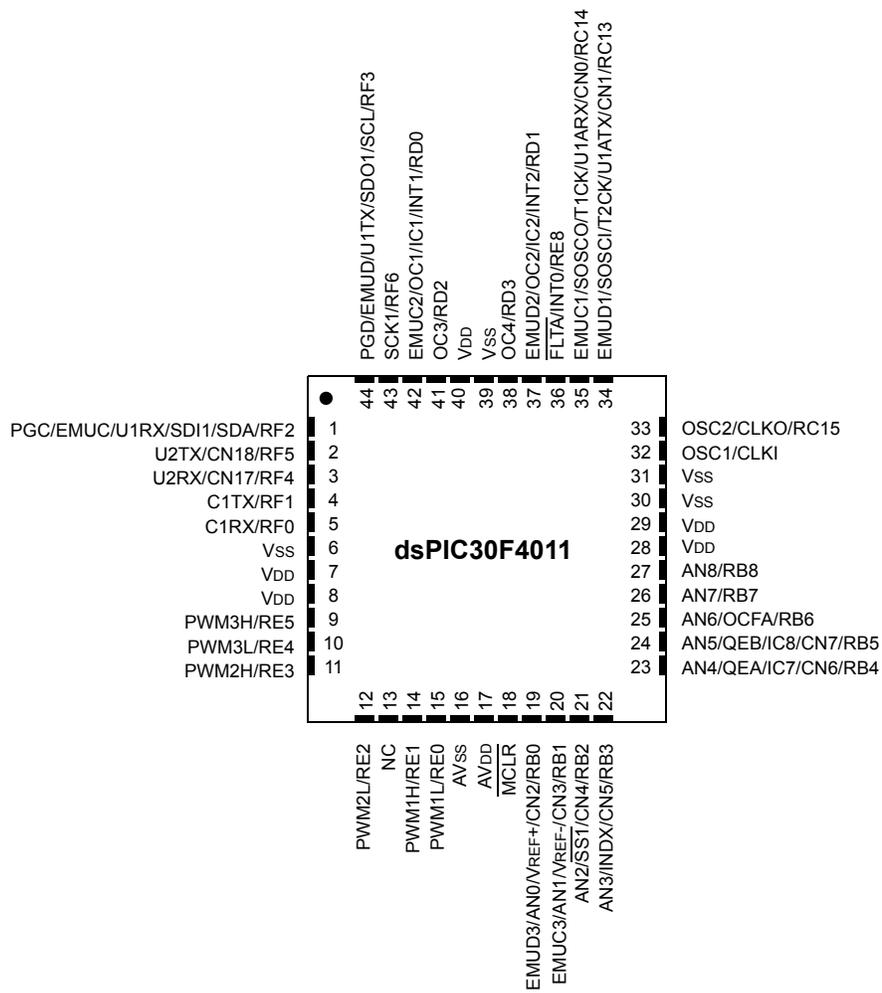 PGD/EMUD/U1TX/SDO1/SCL/RF3
SCK1/RF6
EMUC2/OC1/IC1/INT1/RD0
OC3/RD2
VDD
VSS
OC4/RD3
EMUD2/OC2/IC2/INT2/RD1
FLTA/INT0/RE8
EMUC1/SOSCO/T1CK/U1ARX/CN0/RC14
EMUD1/SOSCI/T2CK/U1ATX/CN1/RC13
44 43 42 41 40 39 38 37 36 35 34
PGC/EMUC/U1RX/SDI1/SDA/RF2 1
U2TX/CN18/RF5 2
U2RX/CN17/RF4 3
C1TX/RF1 4
C1RX/RF0 5
VSS 6
VDD 7
VDD 8
PWM3H/RE5 9
PWM3L/RE4 10
PWM2H/RE3 11
dsPIC30F4011
33 OSC2/CLKO/RC15
32 OSC1/CLKI
31 VSS
30 VSS
29 VDD
28 VDD
27 AN8/RB8
26 AN7/RB7
25 AN6/OCFA/RB6
24 AN5/QEB/IC8/CN7/RB5
23 AN4/QEA/IC7/CN6/RB4
12 13 14 15 16 17 18 19 20 21 22
PWM2L/RE2
NC
PWM1H/RE1
PWM1L/RE0
AVSS
AVDD
MCLR
EMUD3/AN0/VREF+/CN2/RB0
EMUC3/AN1/VREF-/CN3/RB1
AN2/SS1/CN4/RB2
AN3/INDX/CN5/RB3